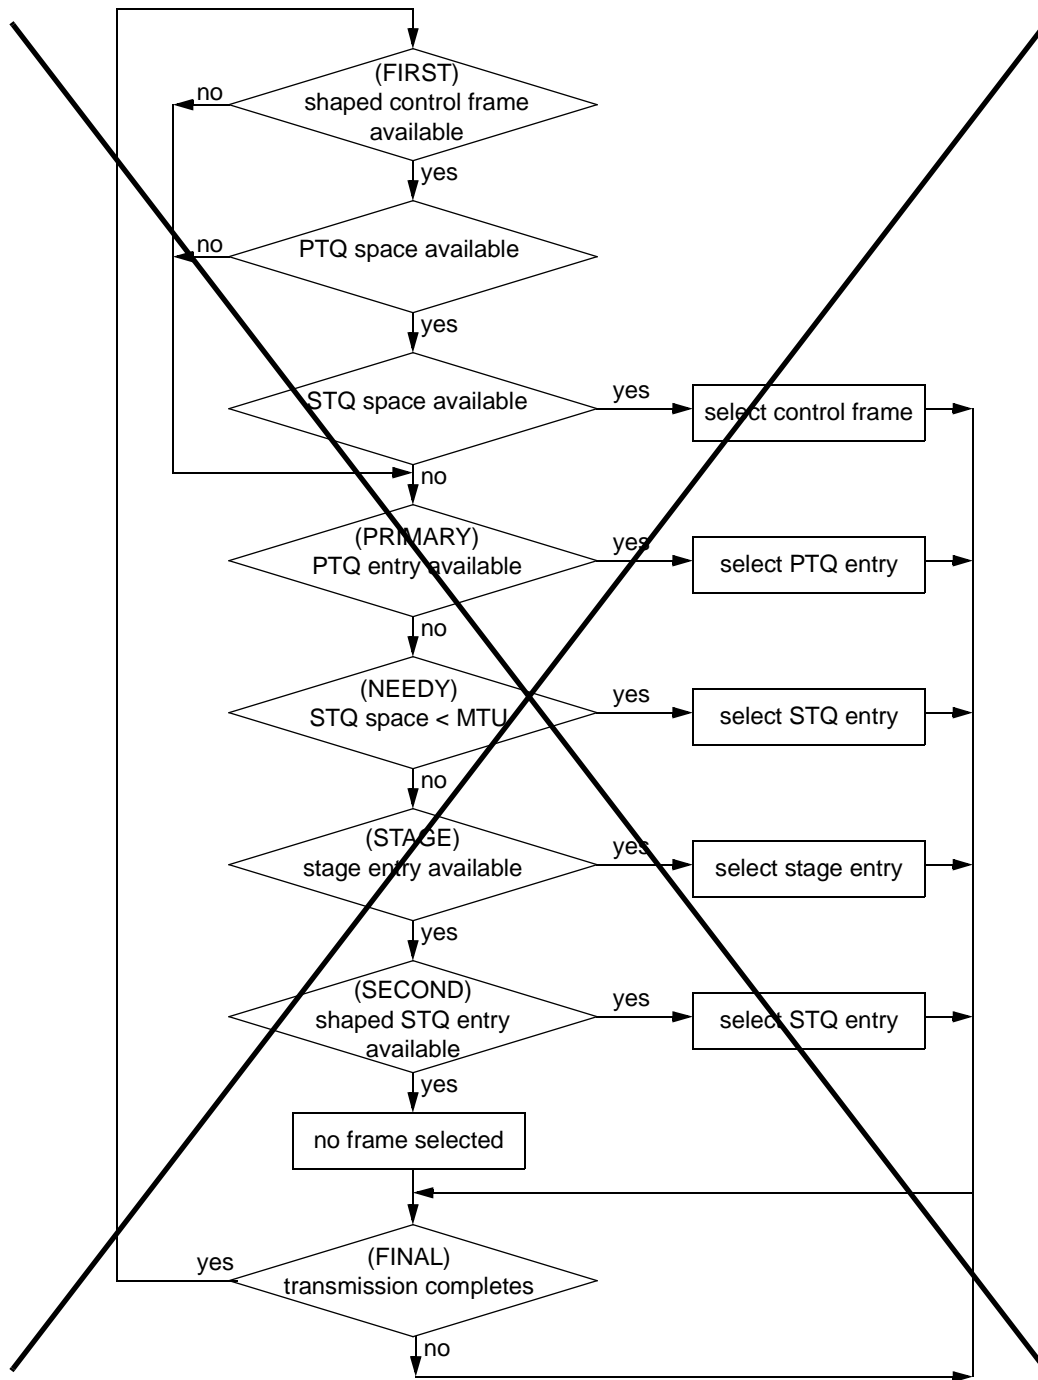 (FIRST)
shaped control frame
available
no
yes
PTQ space available
no
yes
STQ space available
yes
select control frame
no
(PRIMARY)
PTQ entry available
yes
select PTQ entry
no
(NEEDY)
STQ space < MTU
yes
select STQ entry
no
(STAGE)
stage entry available
yes
select stage entry
yes
(SECOND)
shaped STQ entry
available
yes
select STQ entry
yes
no frame selected
(FINAL)
transmission completes
yes
no